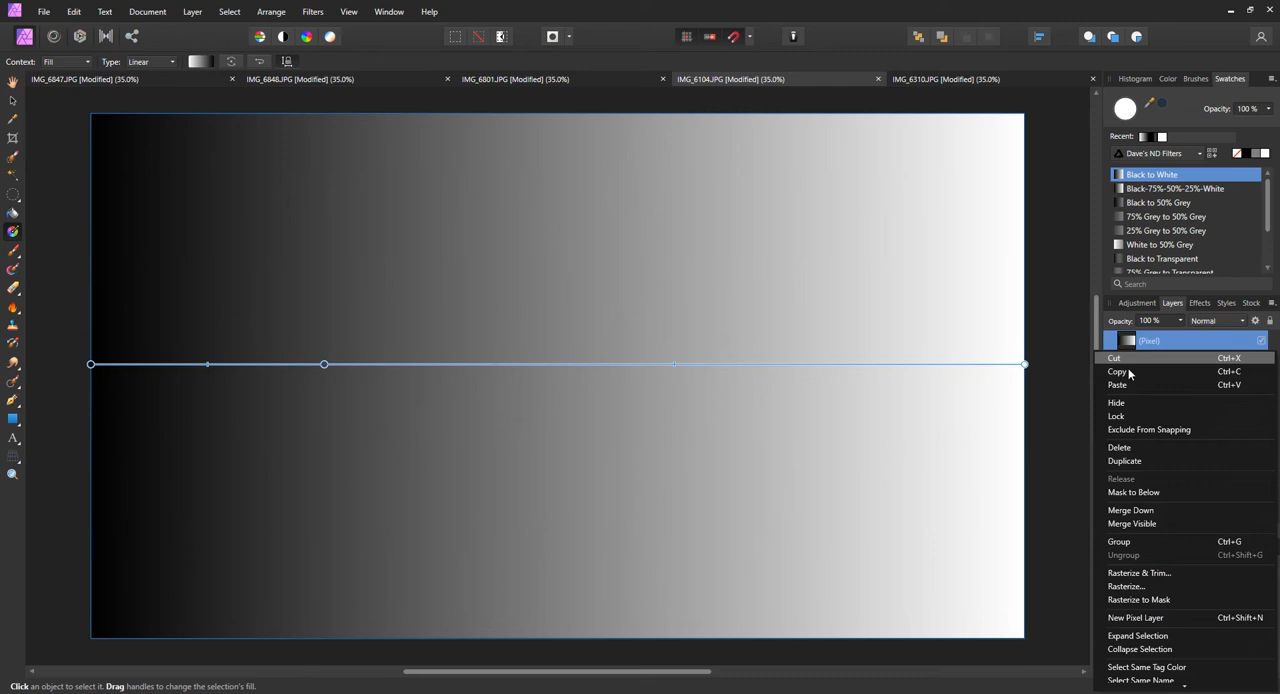 File Edit Text Document Layer Select Arrange Filters View Window Help
Context: Fill Type: Linear
IMG_6847.JPG [Modified] (35.0%) IMG_6848.JPG [Modified] (35.0%) IMG_6801.JPG [Modified] (35.0%) IMG_6104.JPG [Modified] (35.0%) IMG_6310.JPG [Modified] (35.0%)
Histogram Color Brushes Swatches
Opacity: 100 %
Recent:
Dave's ND Filters
Black to White
Black-75%-50%-25%-White
Black to 50% Grey
75% Grey to 50% Grey
25% Grey to 50% Grey
White to 50% Grey
Black to Transparent
75% Grey to Transparent
Search
Adjustment Layers Effects Styles Stock
Opacity: 100 % Normal
(Pixel)
Cut Ctrl+X
Copy Ctrl+C
Paste Ctrl+V
Hide
Lock
Exclude From Snapping
Delete
Duplicate
Release
Mask to Below
Merge Down
Merge Visible
Group Ctrl+G
Ungroup Ctrl+Shift+G
Rasterize & Trim...
Rasterize...
Rasterize to Mask
New Pixel Layer Ctrl+Shift+N
Expand Selection
Collapse Selection
Select Same Tag Color
Select Same Name
Click an object to select it. Drag handles to change the selection's fill.